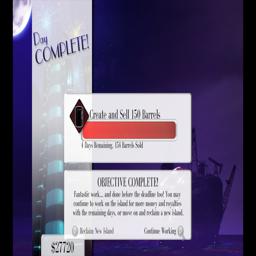 Day
COMPLETE!
Create and Sell 150 Barrels
4 Days Remaining, 154 Barrels Sold
OBJECTIVE COMPLETE!
Fantastic work... and done before the deadline too! You may
continue to work on the island for more money and royalties
with the remaining days, or move on and reclaim a new island.
Reclaim New Island
Continue Working
$27720